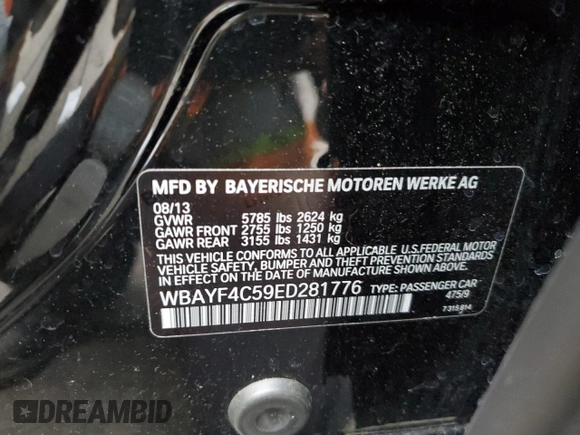 MFD BY BAYERISCHE MOTOREN WERKE AG
08/13
GVWR 5785 lbs 2624 kg
GAWR FRONT 2755 lbs 1250 kg
GAWR REAR 3155 lbs 1431 kg
THIS VEHICLE CONFORMS TO ALL APPLICABLE U.S.FEDERAL MOTOR
VEHICLE SAFETY, BUMPER AND THEFT PREVENTION STANDARDS
IN EFFECT ON THE DATE OF MANUFACTURE SHOWN ABOVE.
WBAYF4C59ED281776 TYPE: PASSENGER CAR
475/9
7 315 814
DREAMBID